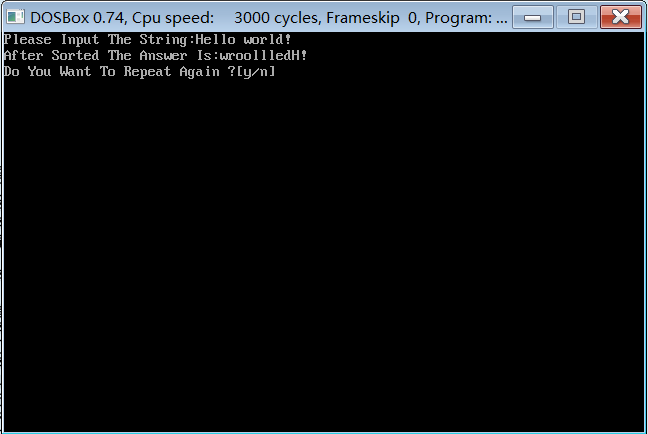 DOSBox 0.74, Cpu speed: 3000 cycles, Frameskip 0, Program: ...
Please Input The String:Hello world!
After Sorted The Answer Is:wroollledH!
Do You Want To Repeat Again ?[y/n]